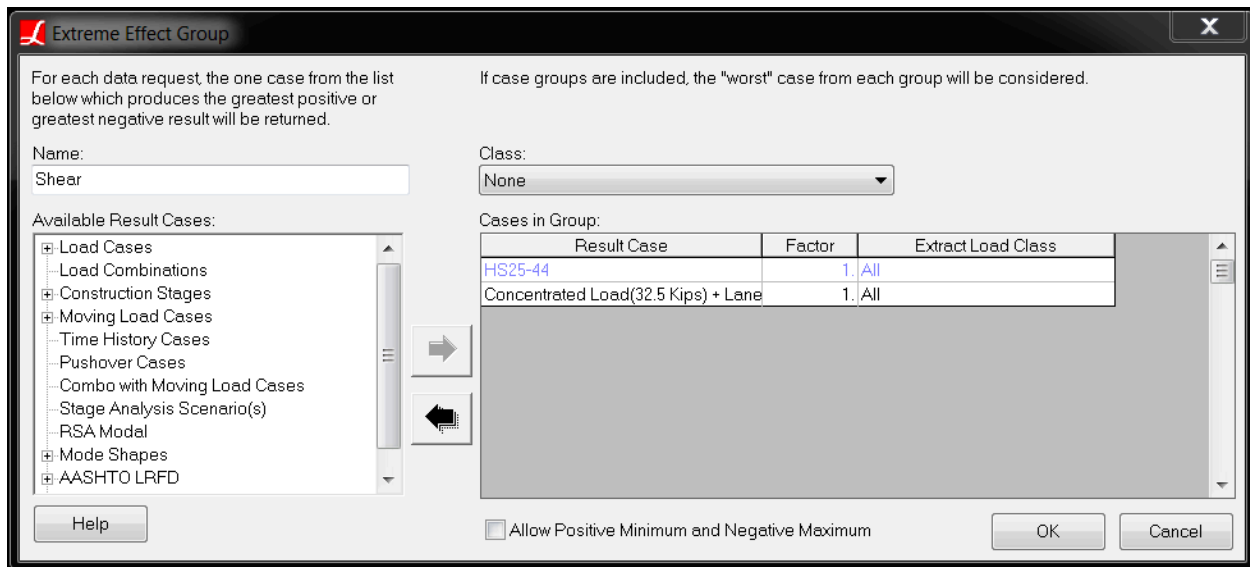 Extreme Effect Group
X
For each data request, the one case from the list
below which produces the greatest positive or
greatest negative result will be returned.
If case groups are included, the "worst" case from each group will be considered.
Name:
Shear
Class:
None
Available Result Cases:
Load Cases
Load Combinations
Construction Stages
Moving Load Cases
Time History Cases
Pushover Cases
Combo with Moving Load Cases
Stage Analysis Scenario(s)
RSA Modal
Mode Shapes
AASHTO LRFD
Cases in Group:
Result Case Factor Extract Load Class
HS25-44 1. All
Concentrated Load(32.5 Kips) + Lane 1. All
Help
Allow Positive Minimum and Negative Maximum
OK
Cancel